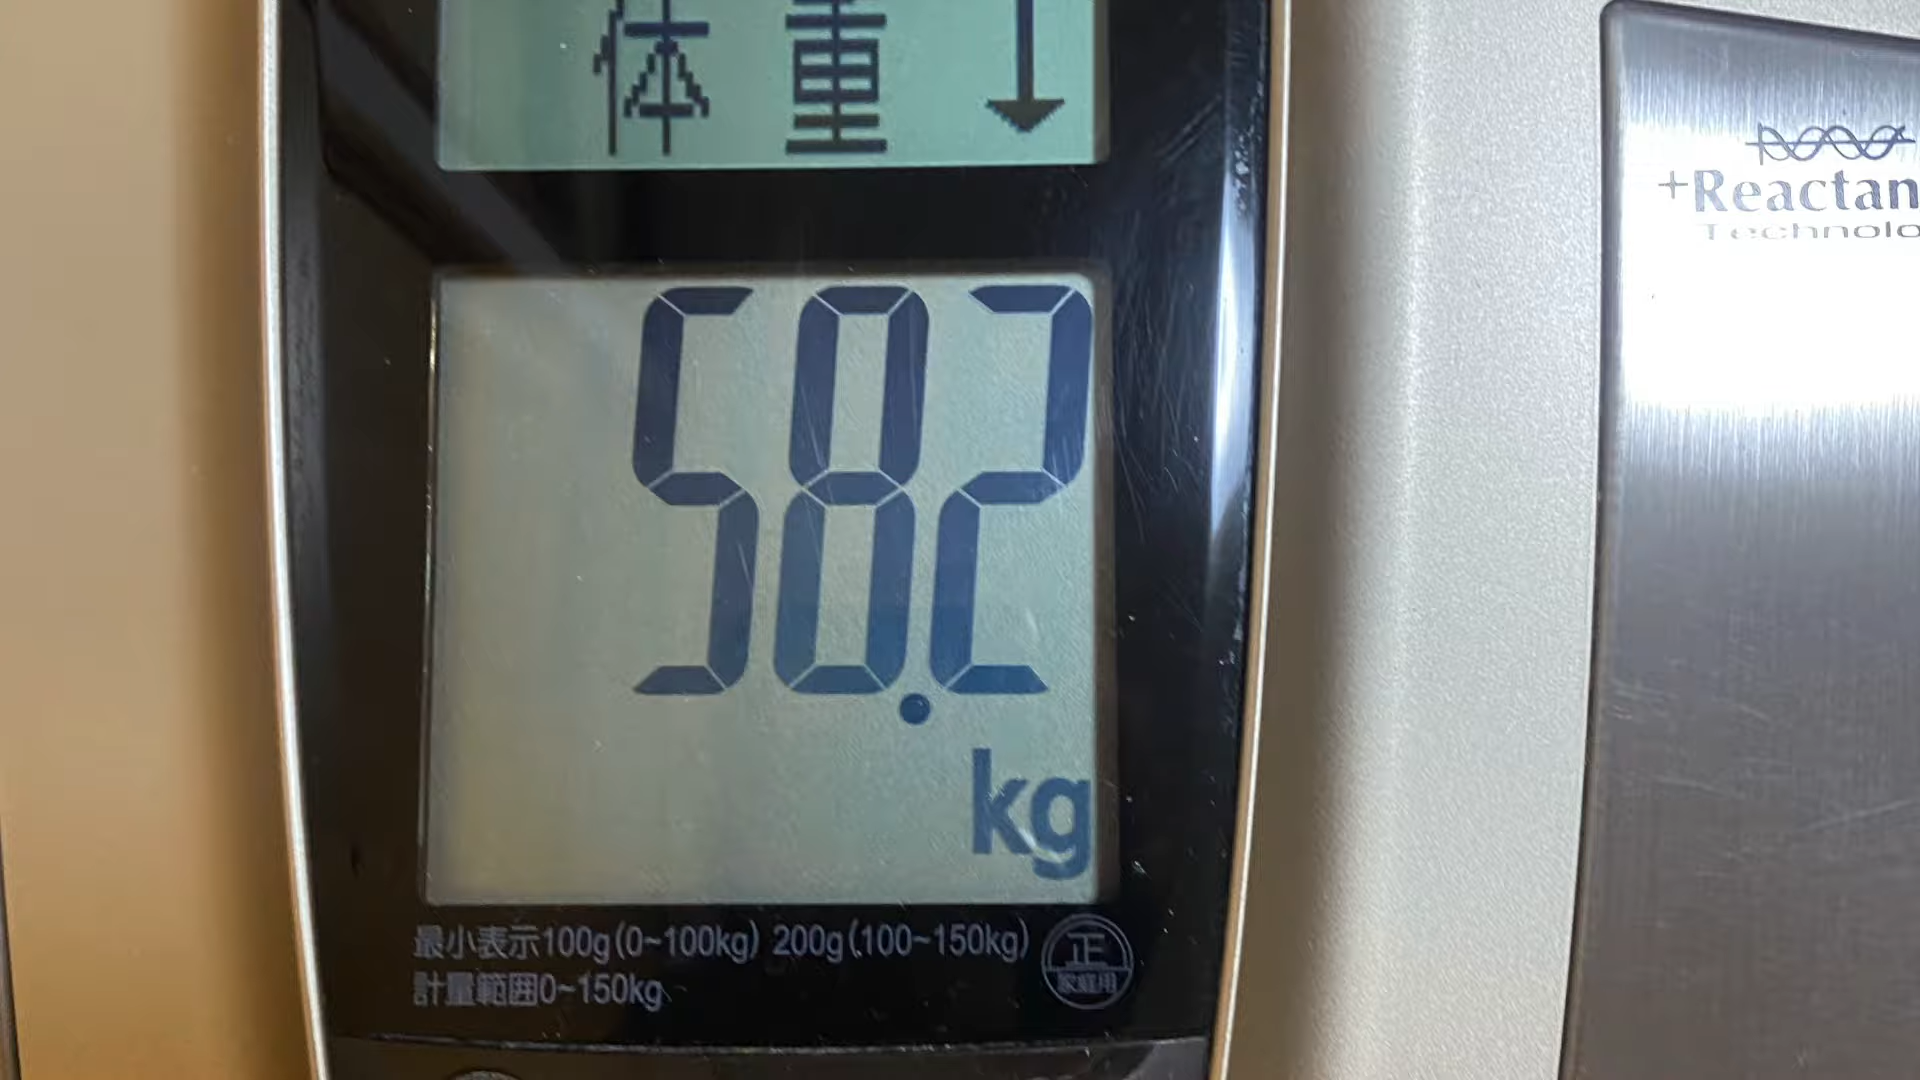 体重↓
+Reactan
Technolo
58.2
kg
最小表示100g(0~100kg) 200g(100~150kg)
計量範囲0~150kg
正
家庭用